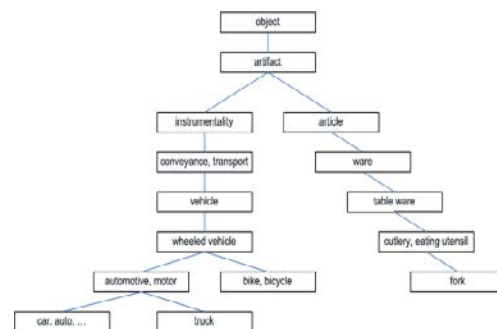 object
artifact
instrumentality
article
conveyance, transport
ware
vehicle
table ware
wheeled vehicle
cutlery, eating utensil
automotive, motor
bike, bicycle
fork
car, auto, ...
truck